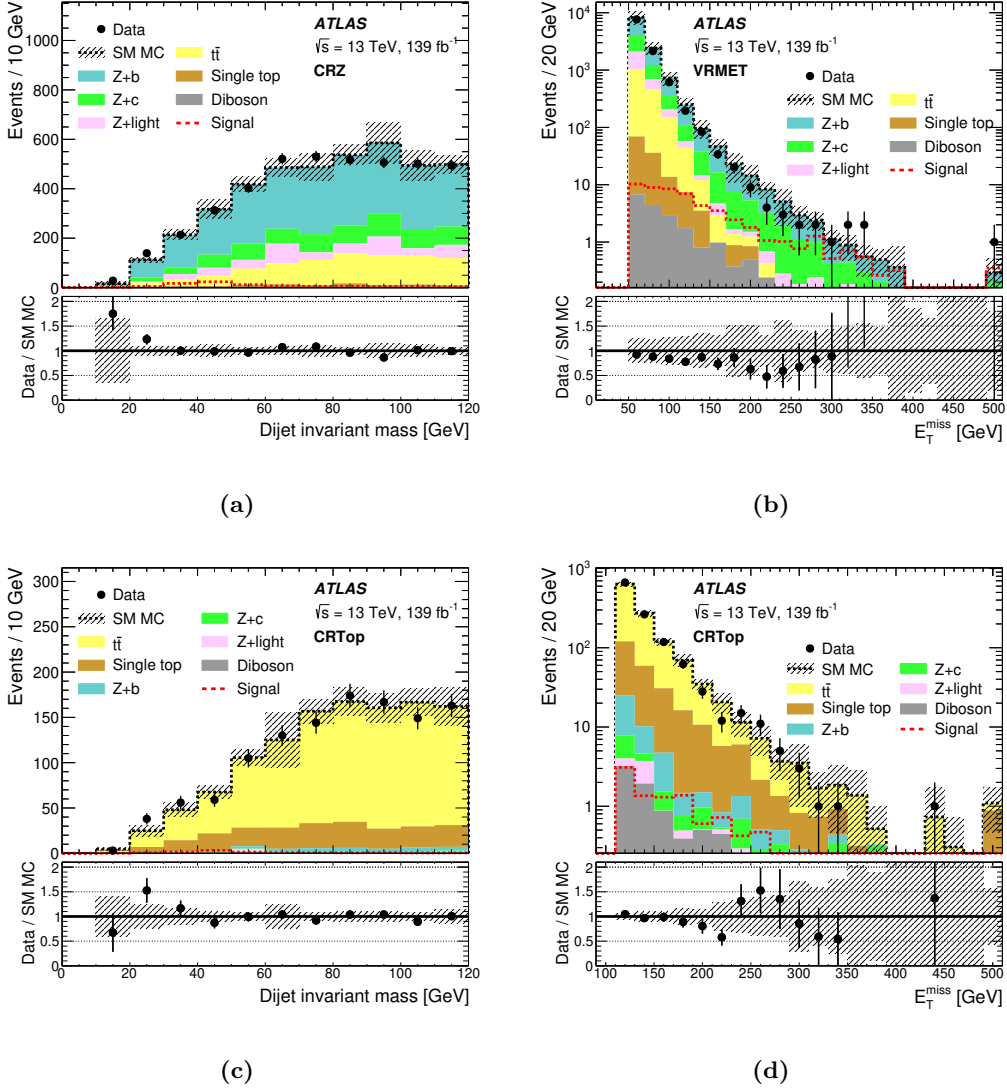 Events / 10 GeV
1000
800
600
400
200
0
Data
SM MC
Z+b
Z+c
Z+light
tt̄
Single top
Diboson
Signal
ATLAS
√s = 13 TeV, 139 fb⁻¹
CRZ
Data / SM MC
2
1.5
1
0.5
0
0 20 40 60 80 100 120
Dijet invariant mass [GeV]
(a)
Events / 20 GeV
10⁴
10³
10²
10
1
ATLAS
√s = 13 TeV, 139 fb⁻¹
VRMET
Data
SM MC
Z+b
Z+c
Z+light
tt̄
Single top
Diboson
Signal
Data / SM MC
2
1.5
1
0.5
0
0 50 100 150 200 250 300 350 400 450 500
E_T^miss [GeV]
(b)
Events / 10 GeV
300
250
200
150
100
50
0
Data
SM MC
tt̄
Single top
Z+b
Z+c
Z+light
Diboson
Signal
ATLAS
√s = 13 TeV, 139 fb⁻¹
CRTop
Data / SM MC
2
1.5
1
0.5
0
0 20 40 60 80 100 120
Dijet invariant mass [GeV]
(c)
Events / 20 GeV
10³
10²
10
1
ATLAS
√s = 13 TeV, 139 fb⁻¹
CRTop
Data
SM MC
tt̄
Single top
Z+b
Z+c
Z+light
Diboson
Signal
Data / SM MC
2
1.5
1
0.5
0
100 150 200 250 300 350 400 450 500
E_T^miss [GeV]
(d)